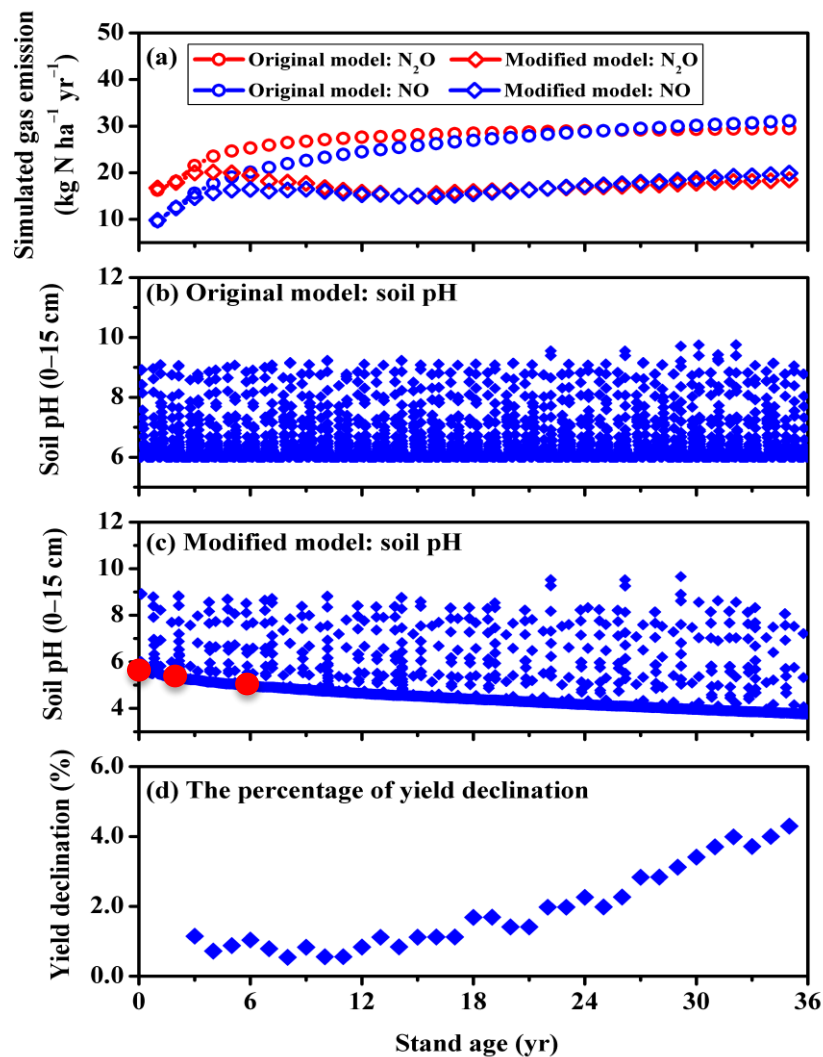 Simulated gas emission
(kg N ha⁻¹ yr⁻¹)
50
40
30
20
10
(a)
Original model: N₂O
Modified model: N₂O
Original model: NO
Modified model: NO
Soil pH (0–15 cm)
12
10
8
6
(b) Original model: soil pH
Soil pH (0–15 cm)
12
10
8
6
4
(c) Modified model: soil pH
Yield declination (%)
6.0
4.0
2.0
0.0
(d) The percentage of yield declination
0 6 12 18 24 30 36
Stand age (yr)